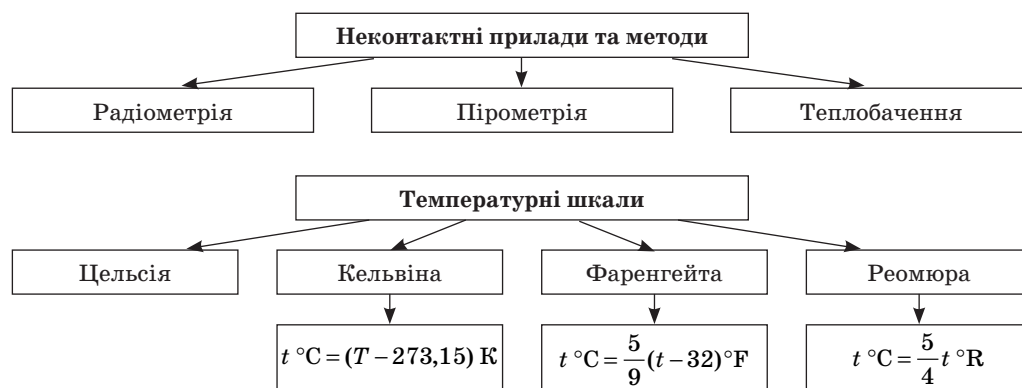 Неконтактні прилади та методи
Радіометрія Пірометрія Теплобачення
Температурні шкали
Цельсія Кельвіна Фаренгейта Реомюра
t °C = (T − 273,15) К t °C = 5/9 (t − 32) °F t °C = 5/4 t °R